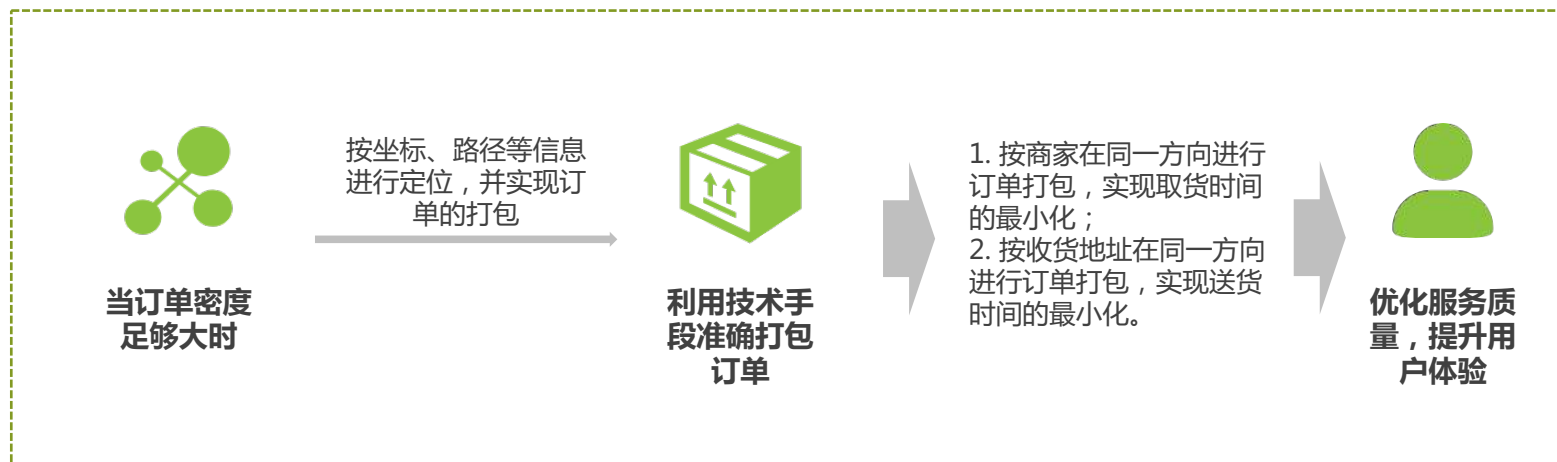 当订单密度
足够大时
按坐标、路径等信息
进行定位，并实现订
单的打包
利用技术手
段准确打包
订单
1. 按商家在同一方向进行
订单打包，实现取货时间
的最小化；
2. 按收货地址在同一方向
进行订单打包，实现送货
时间的最小化。
优化服务质
量，提升用
户体验